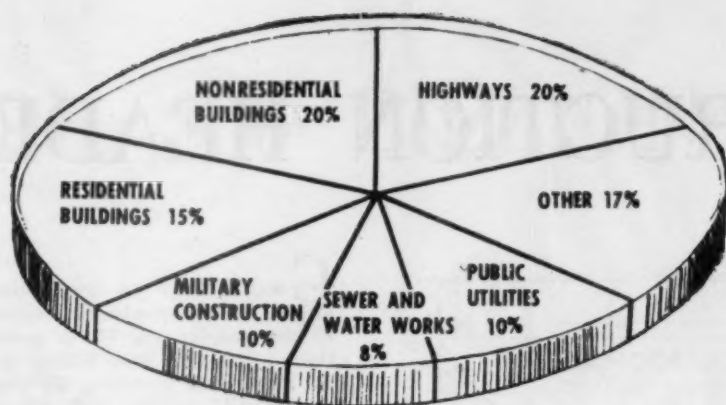 NONRESIDENTIAL
BUILDINGS 20%
HIGHWAYS 20%
RESIDENTIAL
BUILDINGS 15%
OTHER 17%
MILITARY
CONSTRUCTION
10%
SEWER AND
WATER WORKS
8%
PUBLIC
UTILITIES
10%